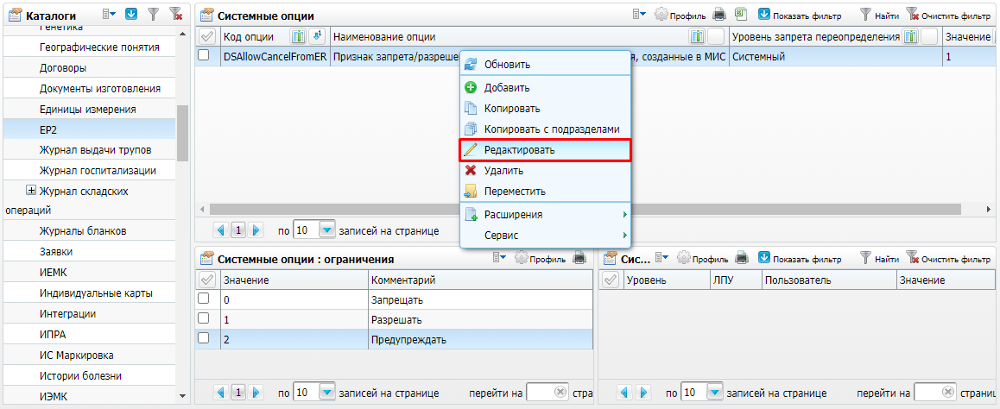 Каталоги
Генетика
Географические понятия
Договоры
Документы изготовления
Единицы измерения
ЕР2
Журнал выдачи трупов
Журнал госпитализации
Журнал складских
операций
Журналы бланков
Заявки
ИЕМК
Индивидуальные карты
Интеграции
ИПРА
ИС Маркировка
Истории болезни
ИЭМК
Системные опции Профиль Показать фильтр Найти Очистить фильтр
Код опции Наименование опции Уровень запрета переопределения Значение
DSAllowCancelFromER Признак запрета/разреше я, созданные в МИС Системный 1
Обновить
Добавить
Копировать
Копировать с подразделами
Редактировать
Удалить
Переместить
Расширения
Сервис
1 по 10 записей на странице
Системные опции : ограничения Профиль
Значение Комментарий
0 Запрещать
1 Разрешать
2 Предупреждать
1 по 10 записей на странице перейти на стра
Сис... Профиль Показать фильтр Найти Очистить фильтр
Уровень ЛПУ Пользователь Значение
по 10 записей на странице перейти на страниц